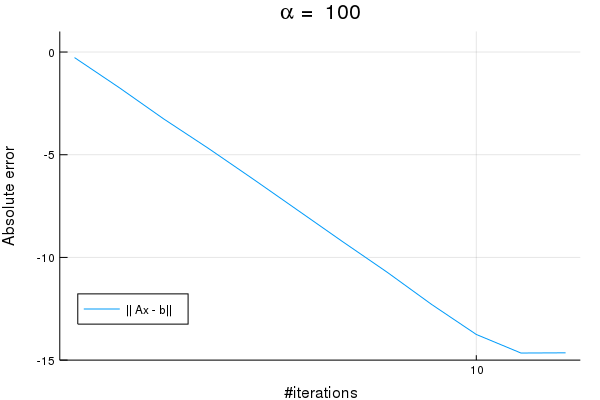 α = 100
0
-5
-10
-15
Absolute error
|| Ax - b||
10
#iterations